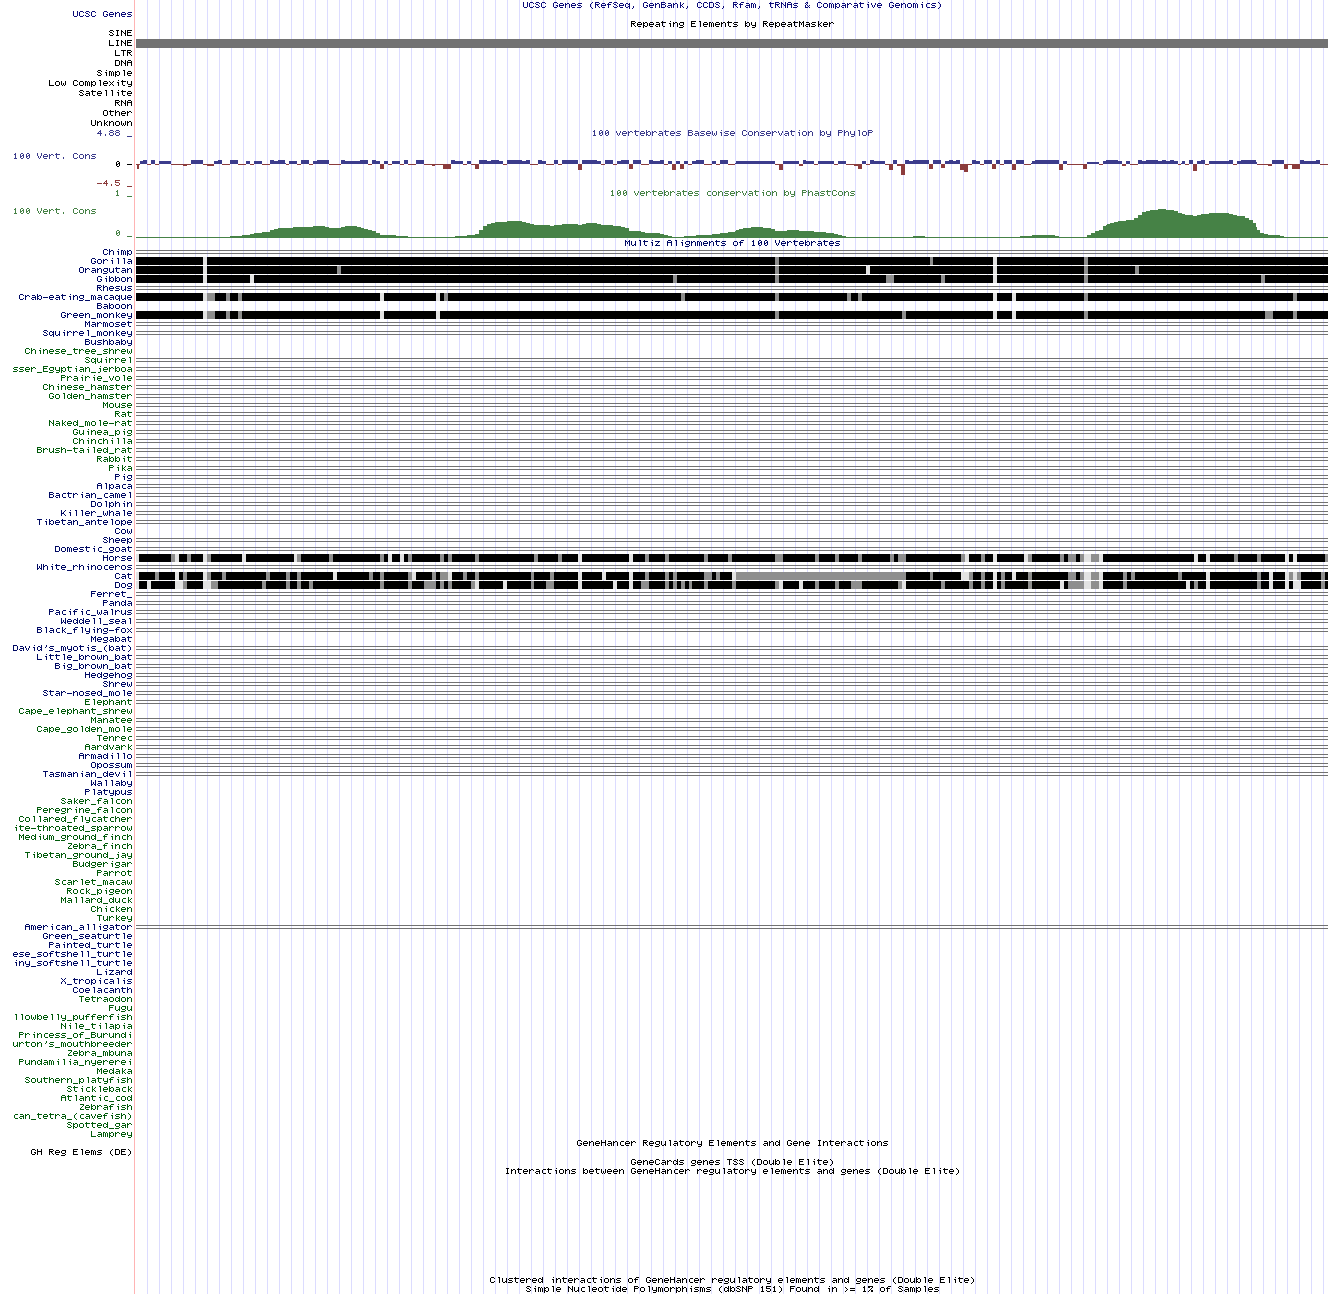 UCSC Genes (RefSeq, GenBank, CCDS, Rfam, tRNAs & Comparative Genomics)
UCSC Genes
Repeating Elements by RepeatMasker
SINE
LINE
LTR
DNA
Simple
Low Complexity
Satellite
RNA
Other
Unknown
4.88 _
100 vertebrates Basewise Conservation by PhyloP
100 Vert. Cons
0 _
-4.5 _
1 _
100 vertebrates conservation by PhastCons
100 Vert. Cons
0 _
Multiz Alignments of 100 Vertebrates
Chimp
Gorilla
Orangutan
Gibbon
Rhesus
Crab-eating_macaque
Baboon
Green_monkey
Marmoset
Squirrel_monkey
Bushbaby
Chinese_tree_shrew
Squirrel
sser_Egyptian_jerboa
Prairie_vole
Chinese_hamster
Golden_hamster
Mouse
Rat
Naked_mole-rat
Guinea_pig
Chinchilla
Brush-tailed_rat
Rabbit
Pika
Pig
Alpaca
Bactrian_camel
Dolphin
Killer_whale
Tibetan_antelope
Cow
Sheep
Domestic_goat
Horse
White_rhinoceros
Cat
Dog
Ferret_
Panda
Pacific_walrus
Weddell_seal
Black_flying-fox
Megabat
David's_myotis_(bat)
Little_brown_bat
Big_brown_bat
Hedgehog
Shrew
Star-nosed_mole
Elephant
Cape_elephant_shrew
Manatee
Cape_golden_mole
Tenrec
Aardvark
Armadillo
Opossum
Tasmanian_devil
Wallaby
Platypus
Saker_falcon
Peregrine_falcon
Collared_flycatcher
ite-throated_sparrow
Medium_ground_finch
Zebra_finch
Tibetan_ground_jay
Budgerigar
Parrot
Scarlet_macaw
Rock_pigeon
Mallard_duck
Chicken
Turkey
American_alligator
Green_seaturtle
Painted_turtle
ese_softshell_turtle
iny_softshell_turtle
Lizard
X_tropicalis
Coelacanth
Tetraodon
Fugu
llowbelly_pufferfish
Nile_tilapia
Princess_of_Burundi
urton's_mouthbreeder
Zebra_mbuna
Pundamilia_nyererei
Medaka
Southern_platyfish
Stickleback
Atlantic_cod
Zebrafish
can_tetra_(cavefish)
Spotted_gar
Lamprey
GeneHancer Regulatory Elements and Gene Interactions
GH Reg Elems (DE)
GeneCards genes TSS (Double Elite)
Interactions between GeneHancer regulatory elements and genes (Double Elite)
Clustered interactions of GeneHancer regulatory elements and genes (Double Elite)
Simple Nucleotide Polymorphisms (dbSNP 151) Found in >= 1% of Samples